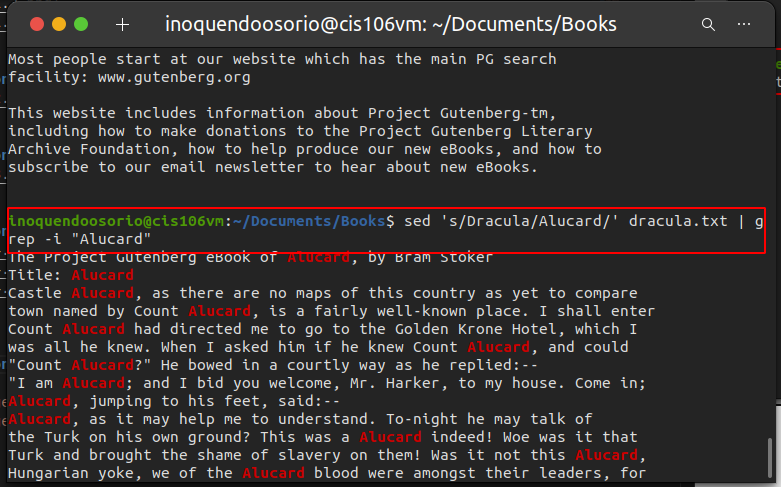 inoquendoosorio@cis106vm: ~/Documents/Books
Most people start at our website which has the main PG search
facility: www.gutenberg.org
This website includes information about Project Gutenberg-tm,
including how to make donations to the Project Gutenberg Literary
Archive Foundation, how to help produce our new eBooks, and how to
subscribe to our email newsletter to hear about new eBooks.
inoquendoosorio@cis106vm:~/Documents/Books$ sed 's/Dracula/Alucard/' dracula.txt | g
rep -i "Alucard"
The Project Gutenberg eBook of Alucard, by Bram Stoker
Title: Alucard
Castle Alucard, as there are no maps of this country as yet to compare
town named by Count Alucard, is a fairly well-known place. I shall enter
Count Alucard had directed me to go to the Golden Krone Hotel, which I
was all he knew. When I asked him if he knew Count Alucard, and could
"Count Alucard?" He bowed in a courtly way as he replied:--
"I am Alucard; and I bid you welcome, Mr. Harker, to my house. Come in;
Alucard, jumping to his feet, said:--
Alucard, as it may help me to understand. To-night he may talk of
the Turk on his own ground? This was a Alucard indeed! Woe was it that
Turk and brought the shame of slavery on them! Was it not this Alucard,
Hungarian yoke, we of the Alucard blood were amongst their leaders, for